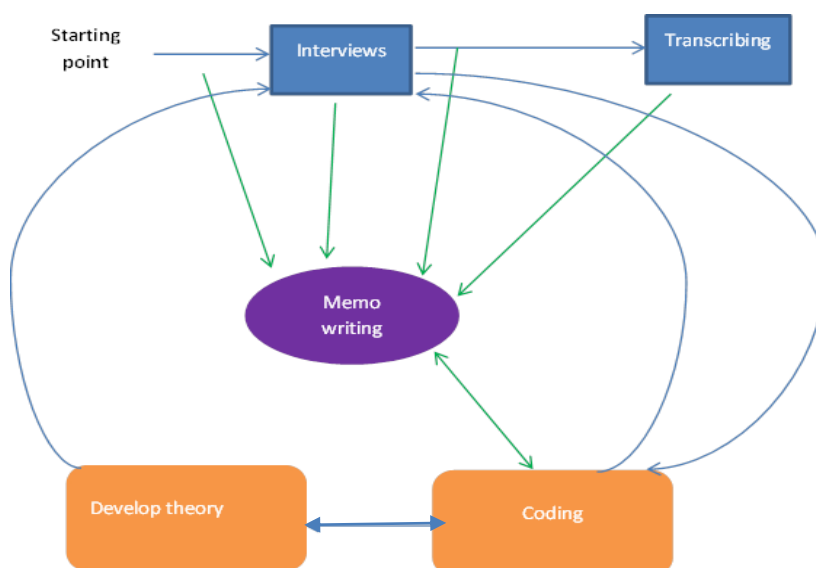 Starting
point
Interviews
Transcribing
Memo
writing
Develop theory
Coding